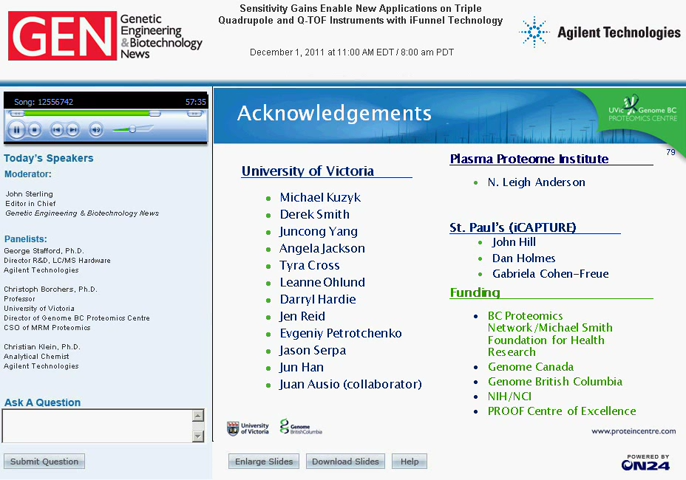 GEN
Genetic
Engineering
&Biotechnology
News
Sensitivity Gains Enable New Applications on Triple
Quadrupole and Q-TOF Instruments with iFunnel Technology
December 1, 2011 at 11:00 AM EDT / 8:00 am PDT
Agilent Technologies
Song: 12556742
57:35
Today's Speakers
Moderator:
John Sterling
Editor in Chief
Genetic Engineering & Biotechnology News
Panelists:
George Stafford, Ph.D.
Director R&D, LC/MS Hardware
Agilent Technologies
Christoph Borchers, Ph.D.
Professor
University of Victoria
Director of Genome BC Proteomics Centre
CSO of MRM Proteomics
Christian Klein, Ph.D.
Analytical Chemist
Agilent Technologies
Ask A Question
Submit Question
Acknowledgements
UVic Genome BC
PROTEOMICS CENTRE
79
University of Victoria
Michael Kuzyk
Derek Smith
Juncong Yang
Angela Jackson
Tyra Cross
Leanne Ohlund
Darryl Hardie
Jen Reid
Evgeniy Petrotchenko
Jason Serpa
Jun Han
Juan Ausio (collaborator)
Plasma Proteome Institute
N. Leigh Anderson
St. Paul's (iCAPTURE)
John Hill
Dan Holmes
Gabriela Cohen-Freue
Funding
BC Proteomics
Network/Michael Smith
Foundation for Health
Research
Genome Canada
Genome British Columbia
NIH/NCI
PROOF Centre of Excellence
University
of Victoria
Genome
BritishColumbia
www.proteincentre.com
Enlarge Slides
Download Slides
Help
POWERED BY
ON24